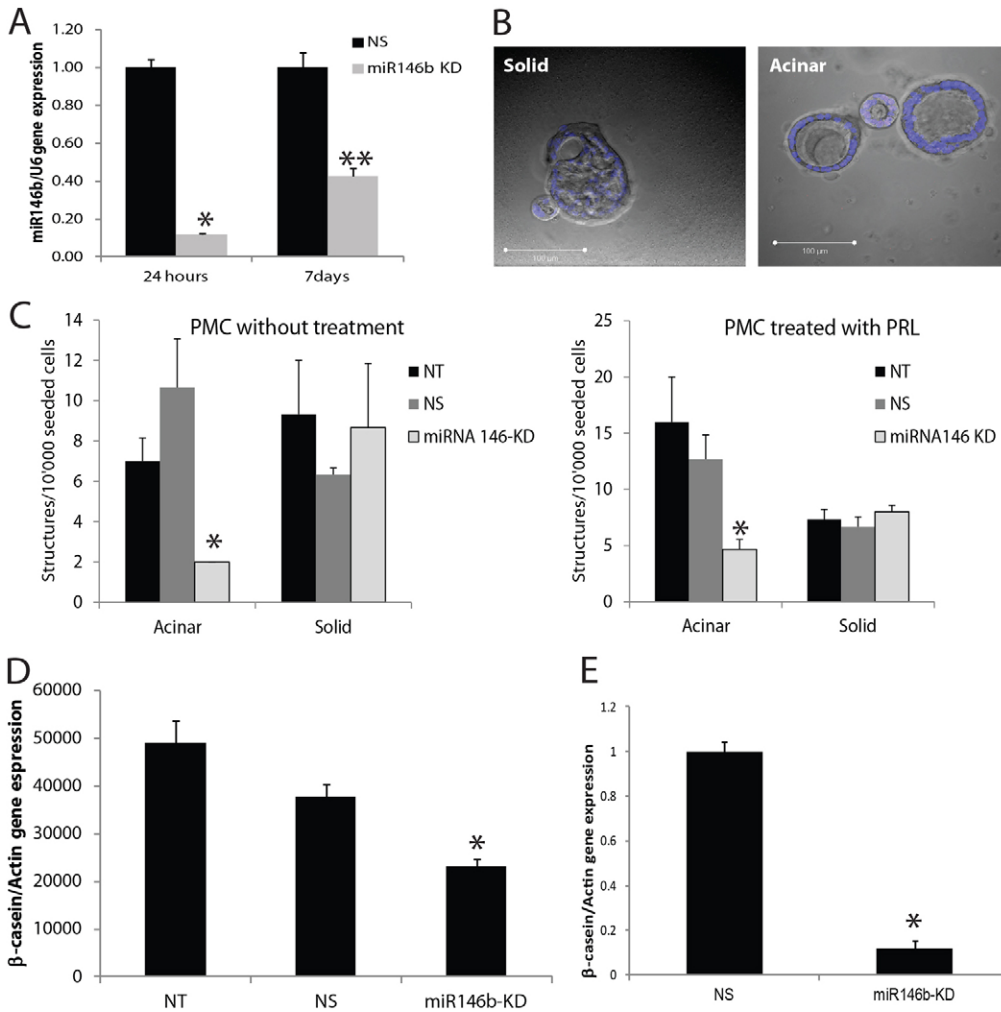 A
miR146b/U6 gene expression
1.20
1.00
0.80
0.60
0.40
0.20
0.00
NS
miR146b KD
*
**
24 hours
7days
B
Solid
100 µm
Acinar
100 µm
C
PMC without treatment
Structures/10'000 seeded cells
14
12
10
8
6
4
2
0
NT
NS
miRNA 146-KD
*
Acinar
Solid
PMC treated with PRL
Structures/10'000 seeded cells
25
20
15
10
5
0
NT
NS
miRNA146 KD
*
Acinar
Solid
D
β-casein/Actin gene espression
60000
50000
40000
30000
20000
10000
0
*
NT
NS
miR146b-KD
E
β-casein/Actin gene expression
1.2
1
0.8
0.6
0.4
0.2
0
*
NS
miR146b-KD